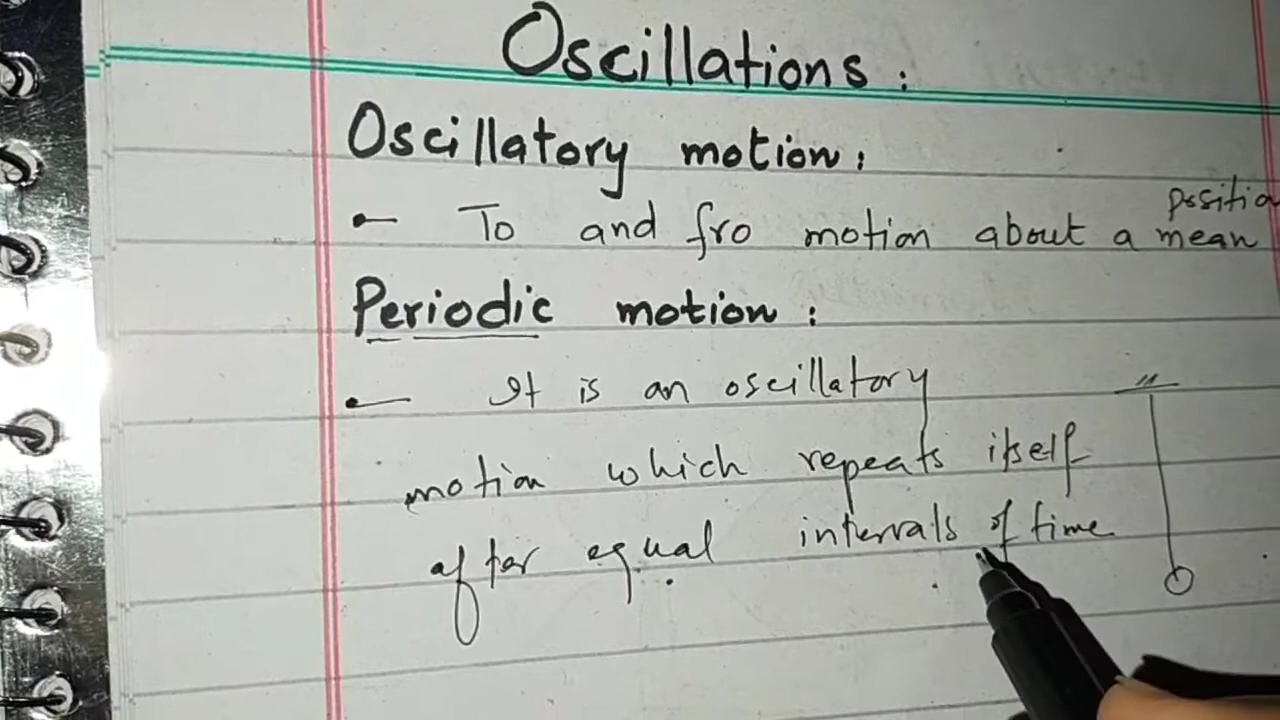 Oscillations:
Oscillatory motion:
- To and fro motion about a mean positio
Periodic motion:
- It is an oscillatory
motion which repeats itself
after equal intervals of time